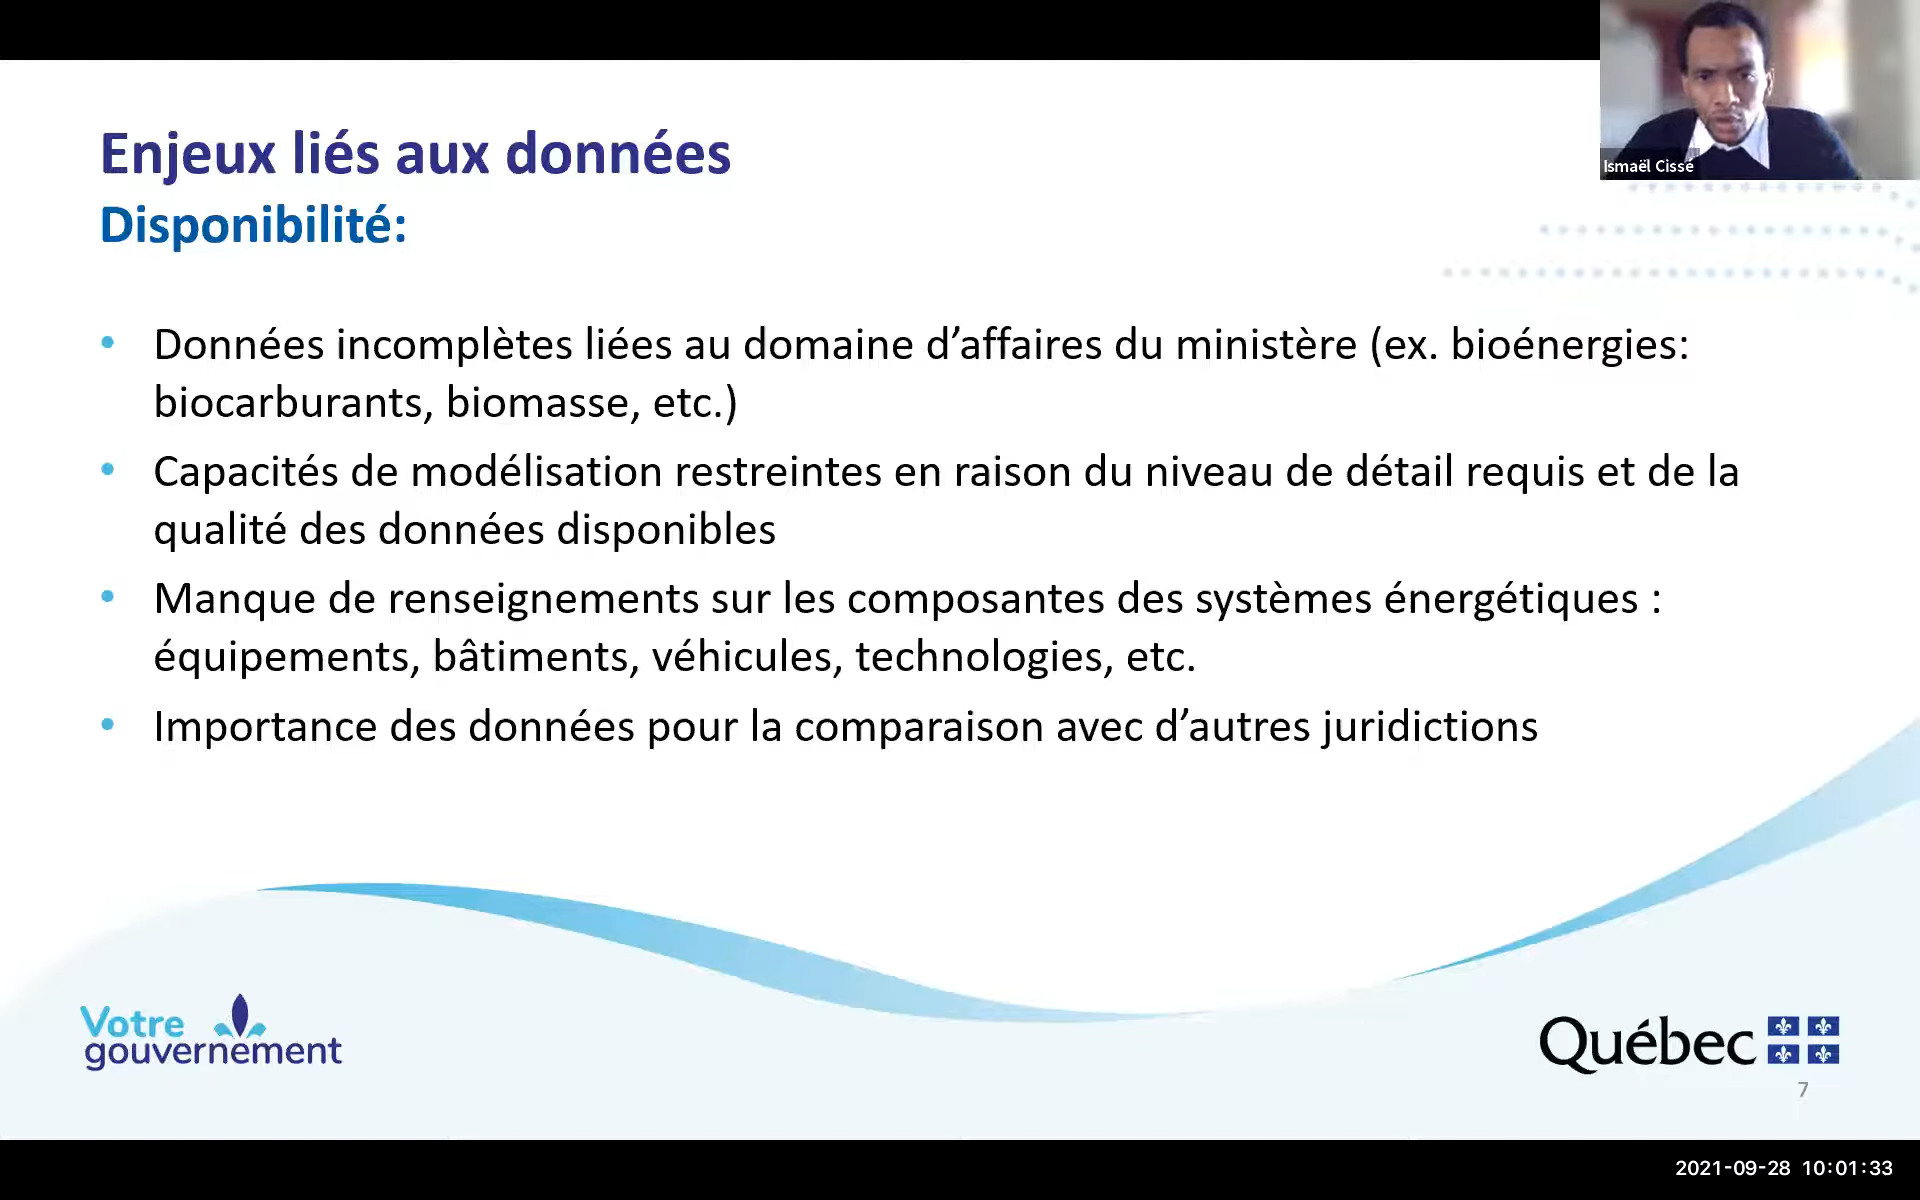 Enjeux liés aux données
Disponibilité:
Ismaël Cissé
• Données incomplètes liées au domaine d’affaires du ministère (ex. bioénergies:
biocarburants, biomasse, etc.)
• Capacités de modélisation restreintes en raison du niveau de détail requis et de la
qualité des données disponibles
• Manque de renseignements sur les composantes des systèmes énergétiques :
équipements, bâtiments, véhicules, technologies, etc.
• Importance des données pour la comparaison avec d’autres juridictions
Votre
gouvernement
Québec
7
2021-09-28 10:01:33